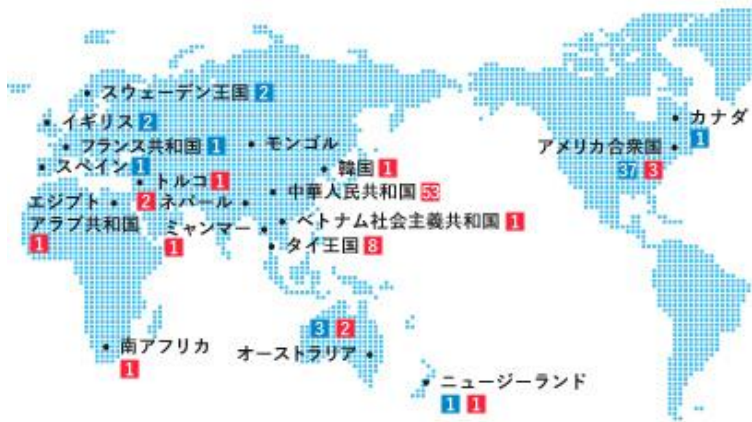 スウェーデン王国 2
イギリス 2
フランス共和国 1
モンゴル
スペイン 1
トルコ 1
韓国 1
中華人民共和国 53
エジプト
アラブ共和国
1
2 ネパール
ミャンマー
1
ベトナム社会主義共和国 1
タイ王国 8
カナダ
1
アメリカ合衆国
37 3
南アフリカ
1
3 2
オーストラリア
ニュージーランド
1 1